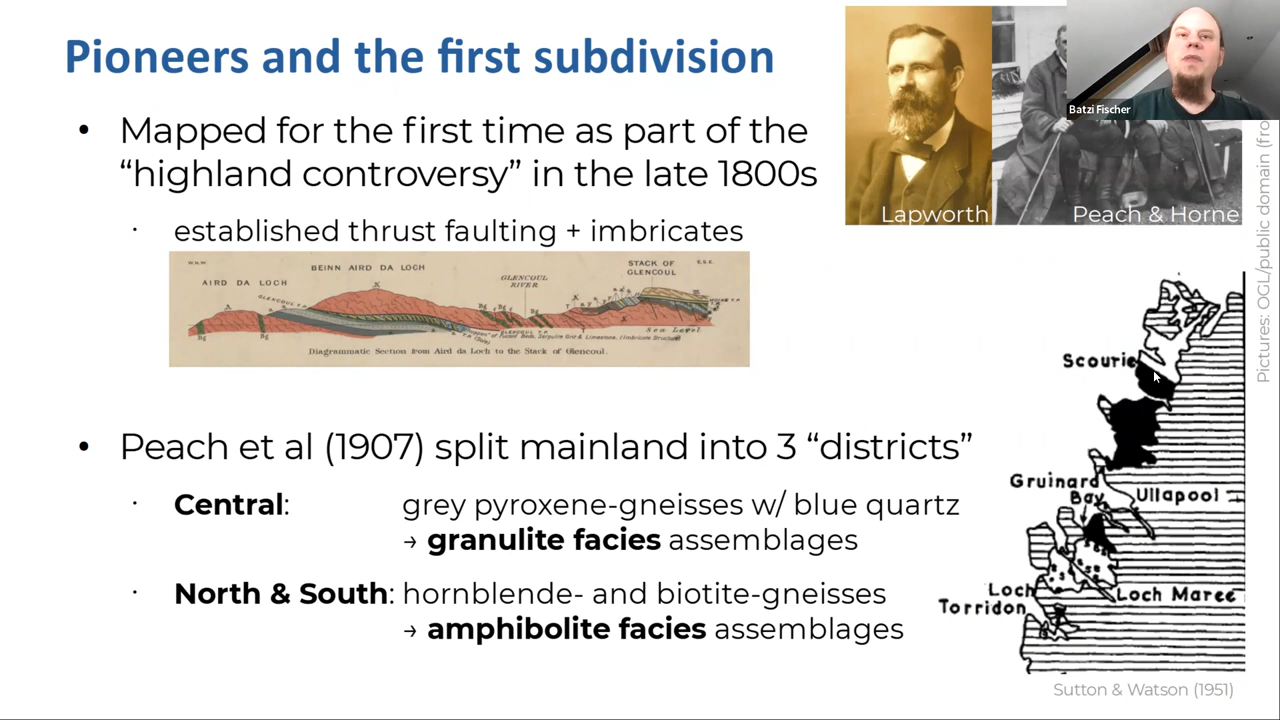 Pioneers and the first subdivision
Batzi Fischer
Lapworth
Peach & Horne
• Mapped for the first time as part of the
“highland controversy” in the late 1800s
· established thrust faulting + imbricates
AIRD DA LOCH
BEINN AIRD DA LOCH
GLENCOUL
RIVER
STACK OF
GLENCOUL
Sea Level
Diagrammatic Section from Aird da Loch to the Stack of Glencoul.
• Peach et al (1907) split mainland into 3 “districts”
· Central: grey pyroxene-gneisses w/ blue quartz
→ granulite facies assemblages
· North & South: hornblende- and biotite-gneisses
→ amphibolite facies assemblages
Scourie
Gruinard
Bay
Ullapool
Loch
Torridon
Loch Maree
Sutton & Watson (1951)
Pictures: OGL/public domain (fro